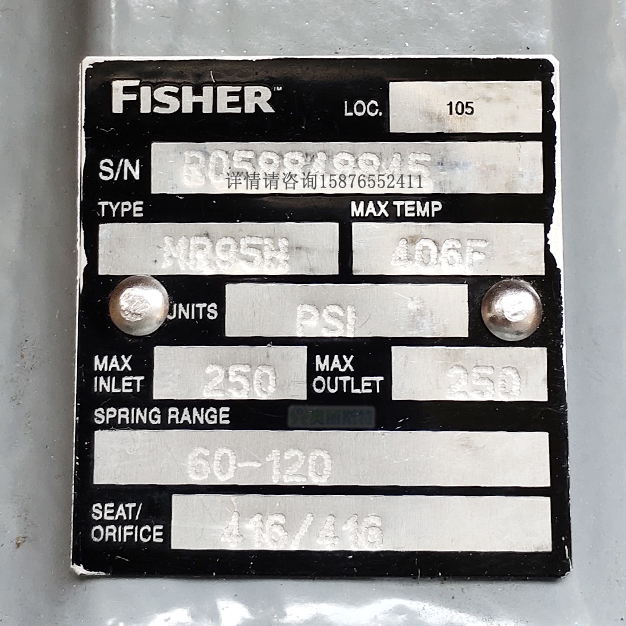 FISHER™
LOC. 105
S/N
详情请咨询15876552411
TYPE MAX TEMP
MR95H 406F
UNITS PSI
MAX INLET 250 MAX OUTLET 250
SPRING RANGE
60-120
SEAT/ ORIFICE 416/416